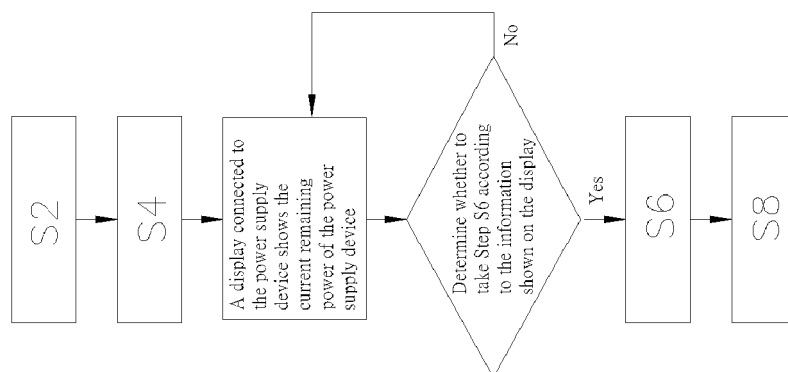 S2
S4
A display connected to
the power supply
device shows the
current remaining
power of the power
supply device
No
Determine whether to
take Step S6 according
to the information
shown on the display
Yes
S6
S8